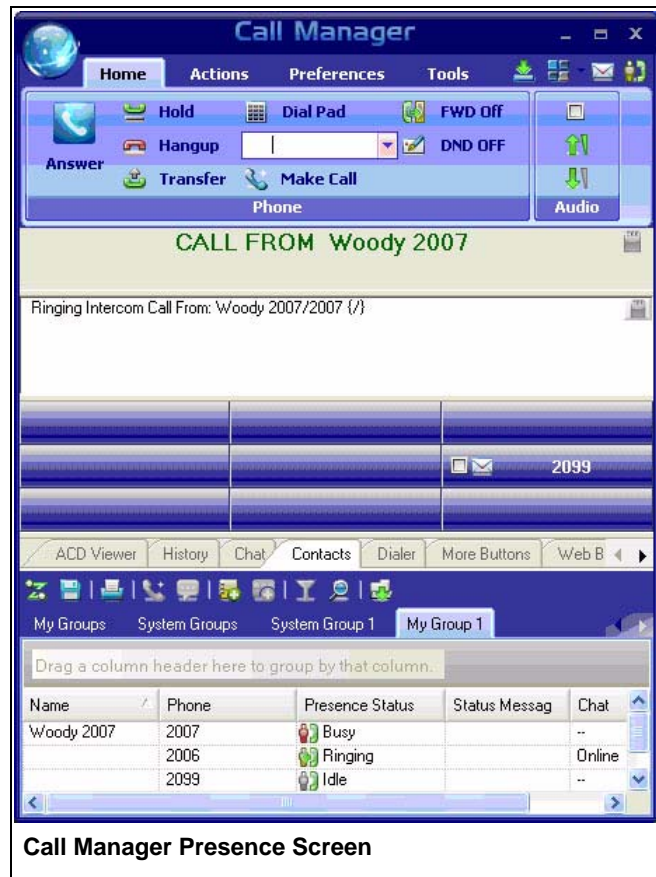 Call Manager
Home Actions Preferences Tools
Hold Dial Pad FWD Off
Answer Hangup DND OFF
Transfer Make Call
Phone Audio
CALL FROM Woody 2007
Ringing Intercom Call From: Woody 2007/2007 {/}
2099
ACD Viewer History Chat Contacts Dialer More Buttons Web B
My Groups System Groups System Group 1 My Group 1
Drag a column header here to group by that column.
Name Phone Presence Status Status Messag Chat
Woody 2007 2007 Busy --
2006 Ringing Online
2099 Idle --
Call Manager Presence Screen